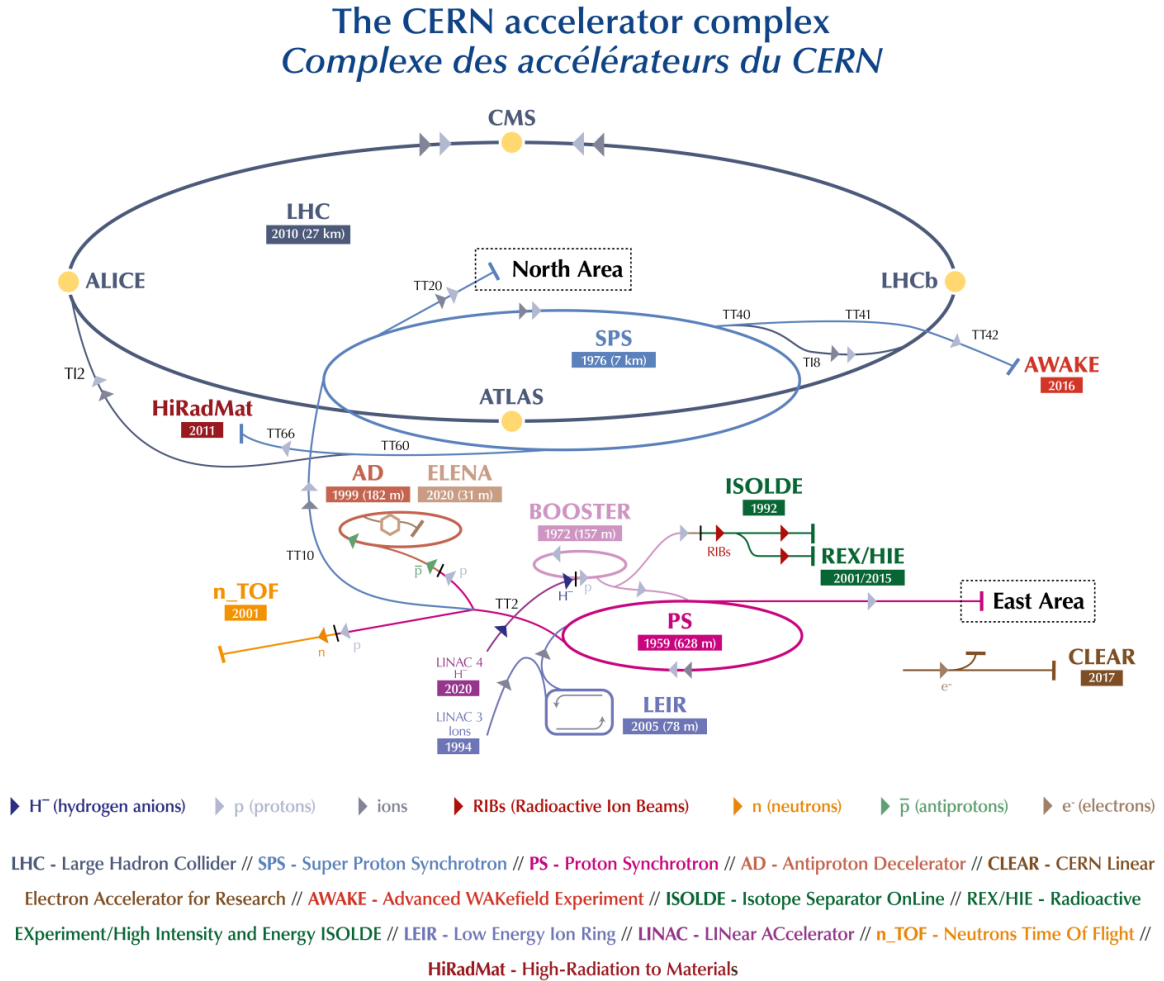 The CERN accelerator complex
Complexe des accélérateurs du CERN
CMS
LHC
2010 (27 km)
ALICE
LHCb
North Area
TT20
SPS
1976 (7 km)
TT40
TT41
TT42
TI8
AWAKE
2016
TI2
ATLAS
HiRadMat
2011
TT66
TT60
AD
1999 (182 m)
ELENA
2020 (31 m)
ISOLDE
1992
BOOSTER
1972 (157 m)
RIBs
REX/HIE
2001/2015
TT10
p̅
p
H⁻
p
n_TOF
2001
TT2
East Area
PS
1959 (628 m)
n
p
LINAC 4
H⁻
2020
CLEAR
2017
e⁻
LEIR
2005 (78 m)
LINAC 3
Ions
1994
H⁻ (hydrogen anions)
p (protons)
ions
RIBs (Radioactive Ion Beams)
n (neutrons)
p̅ (antiprotons)
e⁻ (electrons)
LHC - Large Hadron Collider // SPS - Super Proton Synchrotron // PS - Proton Synchrotron // AD - Antiproton Decelerator // CLEAR - CERN Linear
Electron Accelerator for Research // AWAKE - Advanced WAKefield Experiment // ISOLDE - Isotope Separator OnLine // REX/HIE - Radioactive
EXperiment/High Intensity and Energy ISOLDE // LEIR - Low Energy Ion Ring // LINAC - LINear ACcelerator // n_TOF - Neutrons Time Of Flight //
HiRadMat - High-Radiation to Materials